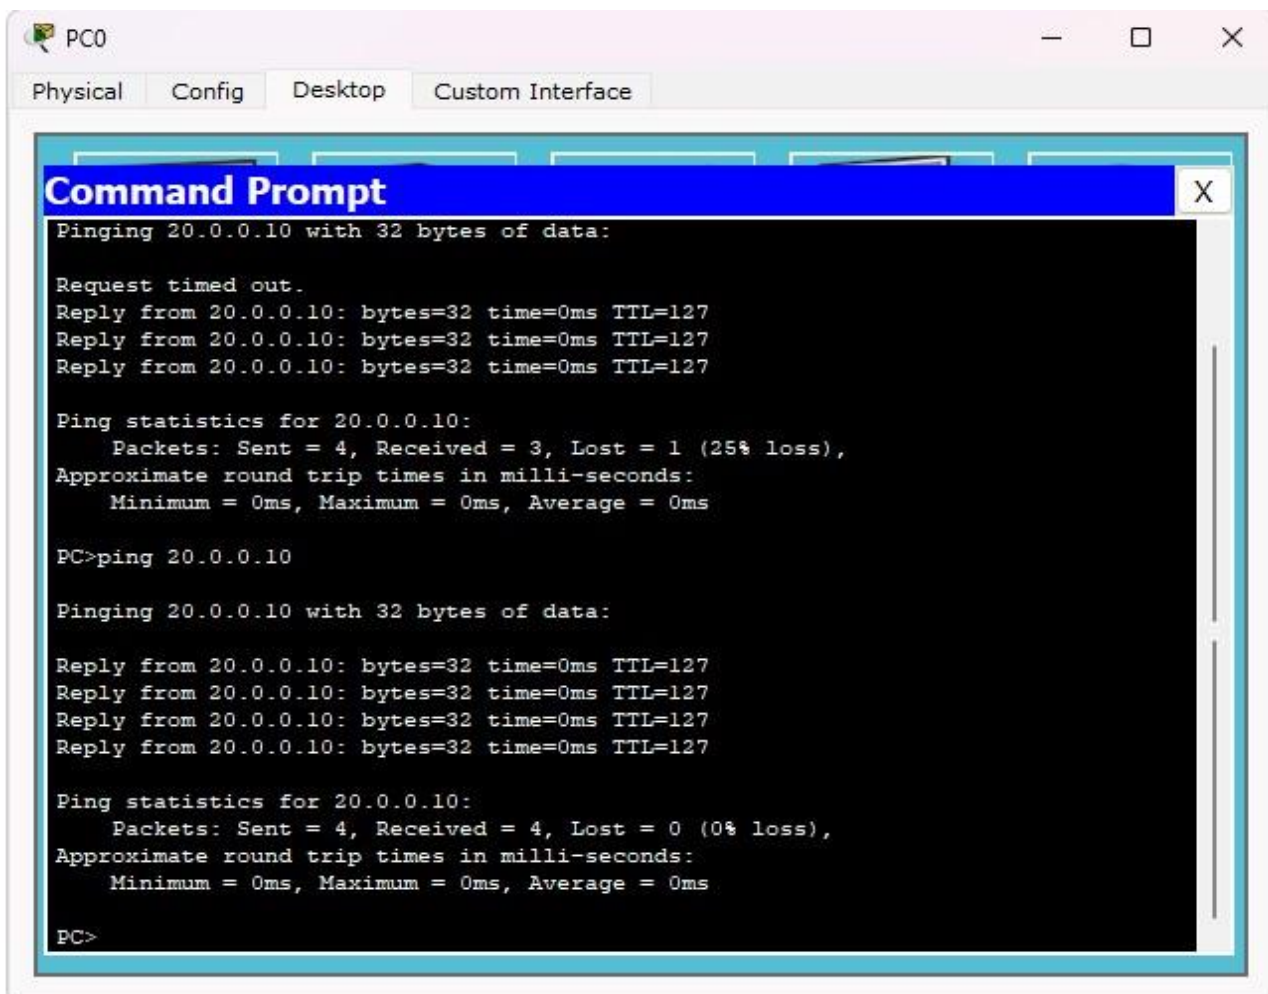 PC0
Physical Config Desktop Custom Interface
Command Prompt X
Pinging 20.0.0.10 with 32 bytes of data:
Request timed out.
Reply from 20.0.0.10: bytes=32 time=0ms TTL=127
Reply from 20.0.0.10: bytes=32 time=0ms TTL=127
Reply from 20.0.0.10: bytes=32 time=0ms TTL=127
Ping statistics for 20.0.0.10:
Packets: Sent = 4, Received = 3, Lost = 1 (25% loss),
Approximate round trip times in milli-seconds:
Minimum = 0ms, Maximum = 0ms, Average = 0ms
PC>ping 20.0.0.10
Pinging 20.0.0.10 with 32 bytes of data:
Reply from 20.0.0.10: bytes=32 time=0ms TTL=127
Reply from 20.0.0.10: bytes=32 time=0ms TTL=127
Reply from 20.0.0.10: bytes=32 time=0ms TTL=127
Reply from 20.0.0.10: bytes=32 time=0ms TTL=127
Ping statistics for 20.0.0.10:
Packets: Sent = 4, Received = 4, Lost = 0 (0% loss),
Approximate round trip times in milli-seconds:
Minimum = 0ms, Maximum = 0ms, Average = 0ms
PC>